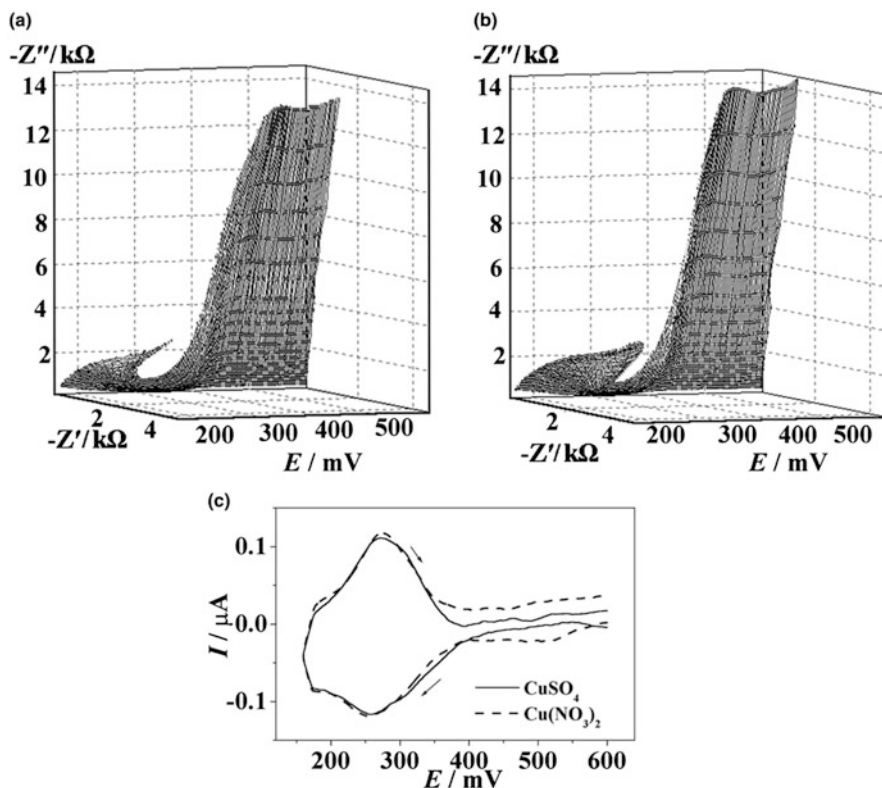 (a)
-Z″/kΩ
14
12
10
8
6
4
2
2
4
-Z′/kΩ
200
300
400
500
E / mV
(b)
-Z″/kΩ
14
12
10
8
6
4
2
2
4
-Z′/kΩ
200
300
400
500
E / mV
(c)
0.1
-0.0
-0.1
I / μA
CuSO₄
Cu(NO₃)₂
200
300
400
500
600
E / mV